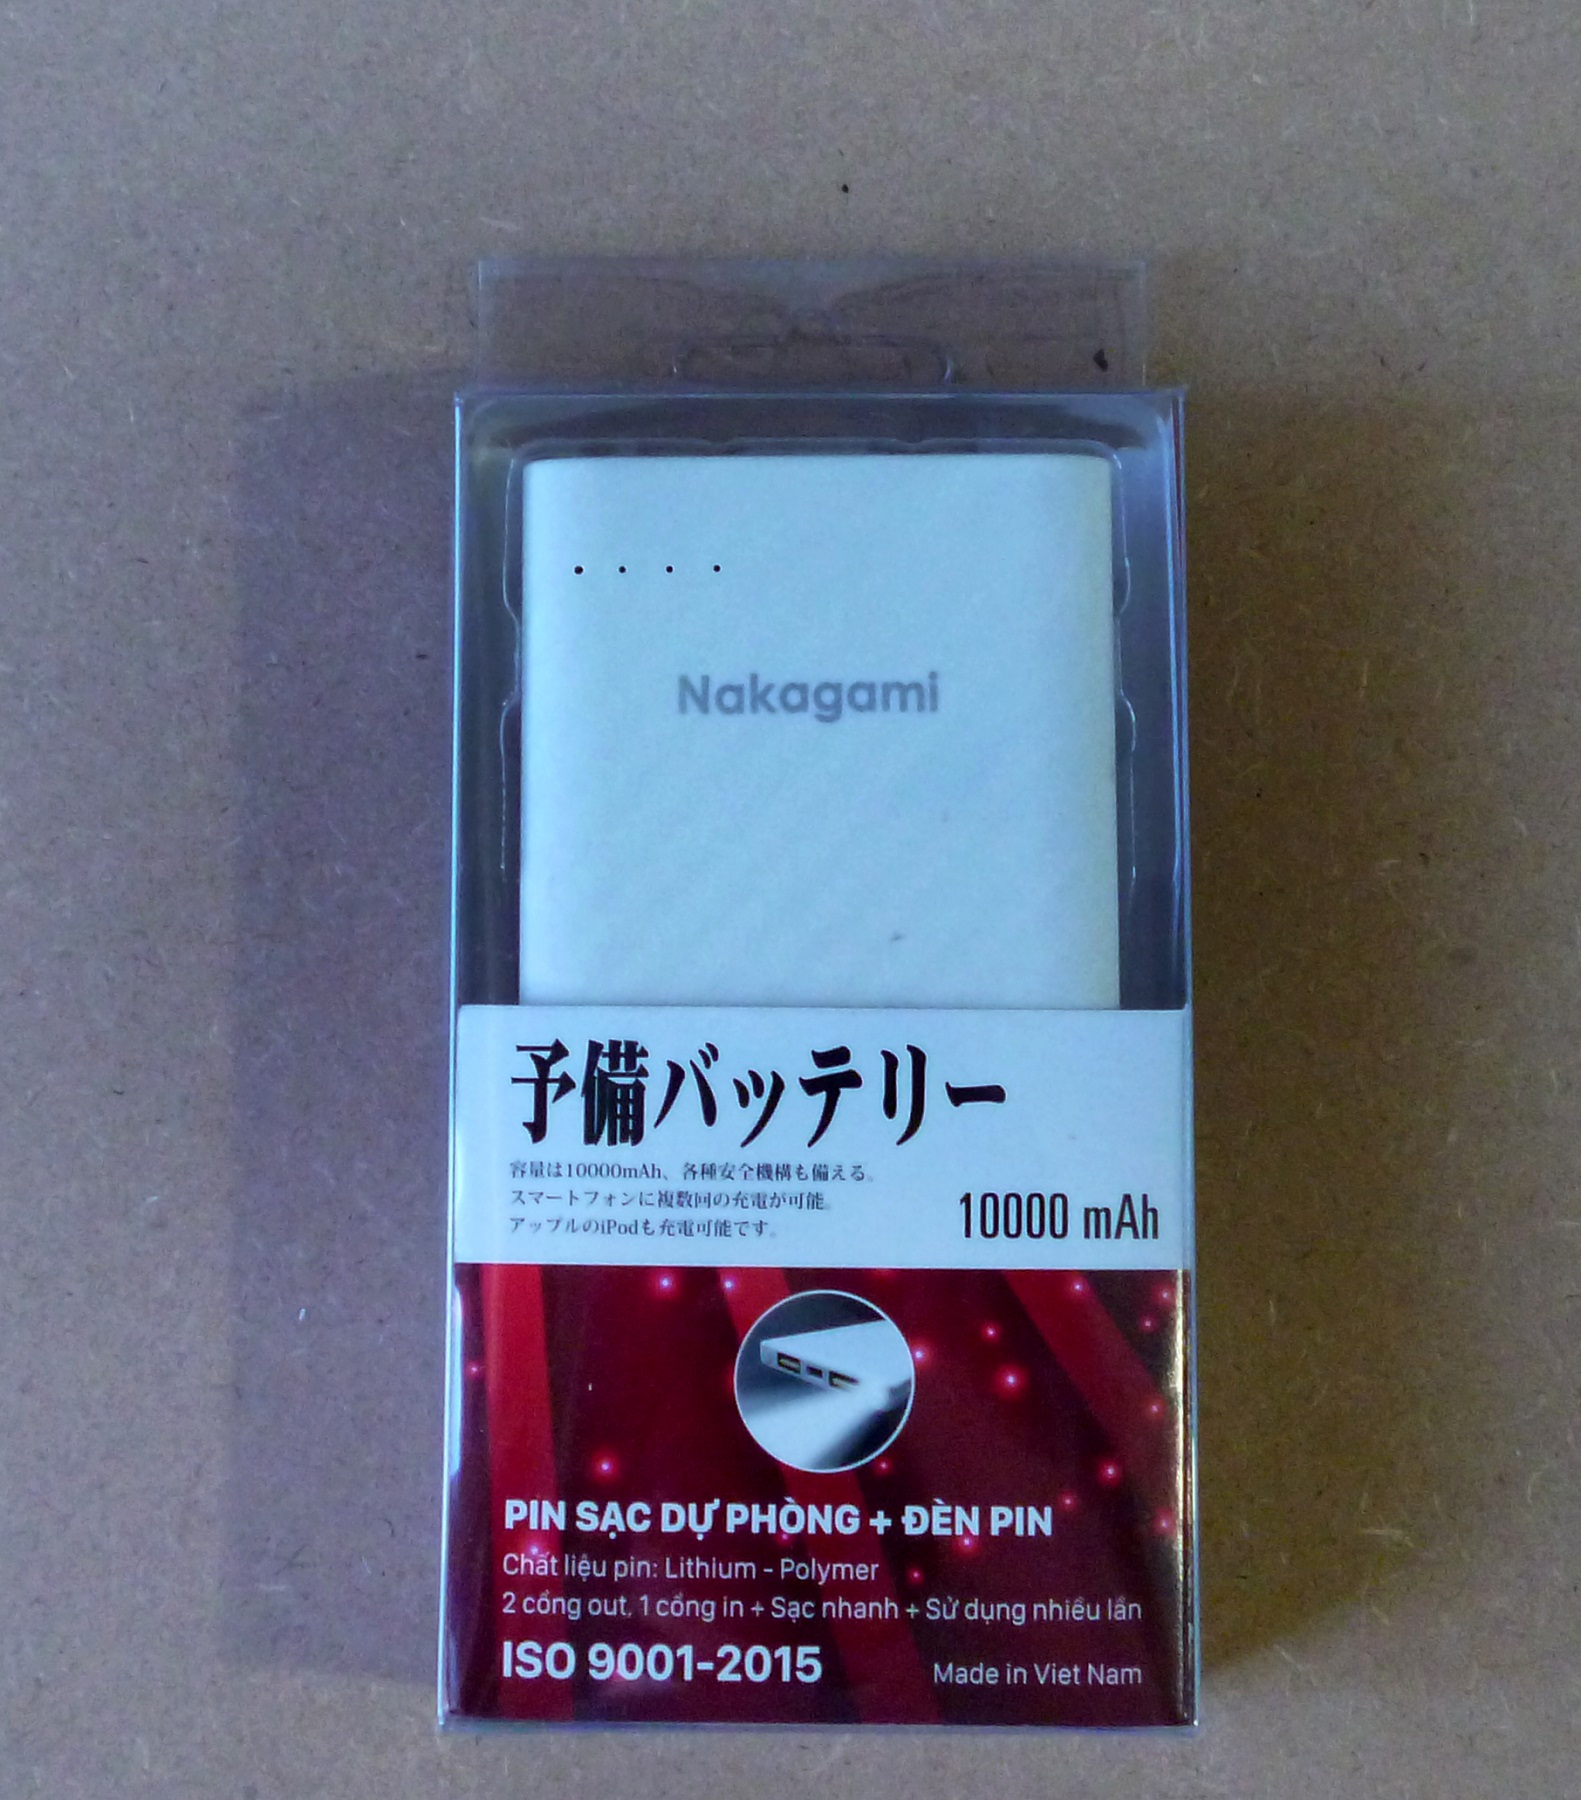 Nakagami
予備バッテリー
容量は10000mAh、各種安全機構も備える。
スマートフォンに複数回の充電が可能。
アップルのiPodも充電可能です。
10000 mAh
PIN SẠC DỰ PHÒNG + ĐÈN PIN
Chất liệu pin: Lithium - Polymer
2 cổng out, 1 cổng in + Sạc nhanh + Sử dụng nhiều lần
ISO 9001-2015
Made in Viet Nam